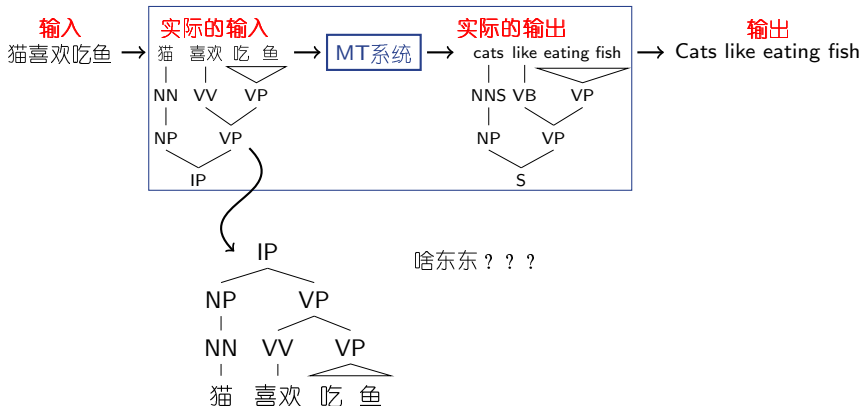 输入 实际的输入 实际的输出 输出
猫喜欢吃鱼 猫 喜欢 吃 鱼 MT系统 cats like eating fish Cats like eating fish
NN VV VP NNS VB VP
NP VP NP VP
IP S
IP 啥东东？？？
NP VP
NN VV VP
猫 喜欢 吃 鱼